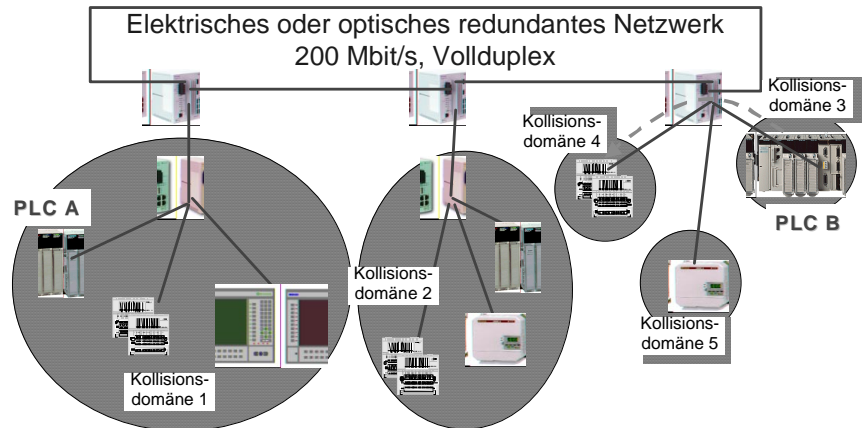 Elektrisches oder optisches redundantes Netzwerk
200 Mbit/s, Vollduplex
Kollisions-
domäne 3
Kollisions-
domäne 4
PLC A
PLC B
Kollisions-
domäne 2
Kollisions-
domäne 5
Kollisions-
domäne 1